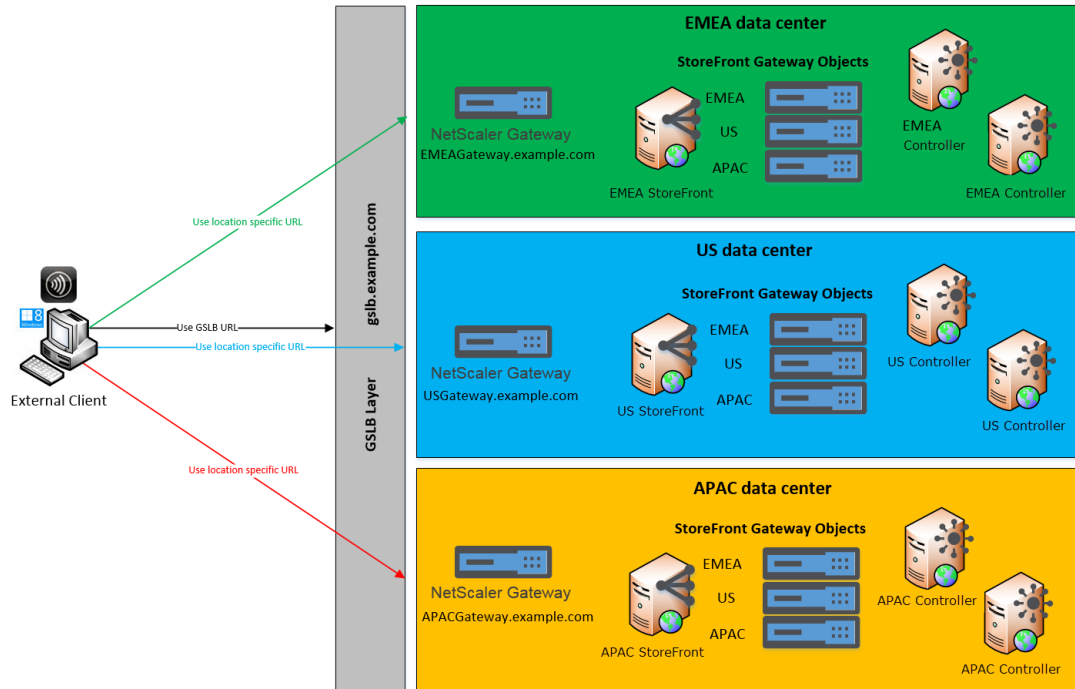 EMEA data center
StoreFront Gateway Objects
EMEA
US
APAC
NetScaler Gateway
EMEAGateway.example.com
EMEA StoreFront
EMEA
Controller
EMEA Controller
US data center
StoreFront Gateway Objects
EMEA
US
APAC
NetScaler Gateway
USGateway.example.com
US StoreFront
US Controller
US Controller
APAC data center
StoreFront Gateway Objects
EMEA
US
APAC
NetScaler Gateway
APACGateway.example.com
APAC StoreFront
APAC Controller
APAC Controller
gslb.example.com
GSLB Layer
Use location specific URL
Use GSLB URL
Use location specific URL
Use location specific URL
8
Windows
External Client